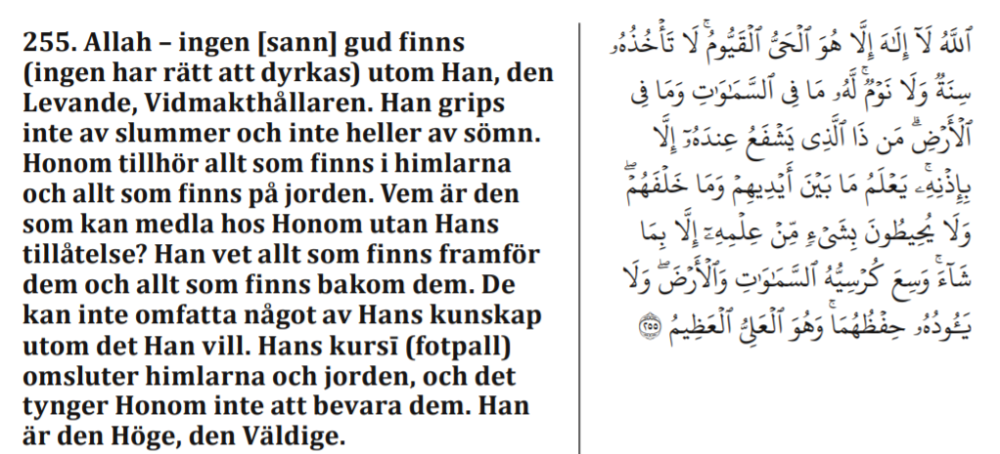 255. Allah – ingen [sann] gud finns
(ingen har rätt att dyrkas) utom Han, den
Levande, Vidmakthållaren. Han grips
inte av slummer och inte heller av sömn.
Honom tillhör allt som finns i himlarna
och allt som finns på jorden. Vem är den
som kan medla hos Honom utan Hans
tillåtelse? Han vet allt som finns framför
dem och allt som finns bakom dem. De
kan inte omfatta något av Hans kunskap
utom det Han vill. Hans kursī (fotpall)
omsluter himlarna och jorden, och det
tynger Honom inte att bevara dem. Han
är den Höge, den Väldige.
ٱللَّهُ لَآ إِلَٰهَ إِلَّا هُوَ ٱلْحَىُّ ٱلْقَيُّومُ ۚ لَا تَأْخُذُهُۥ
سِنَةٌ وَلَا نَوْمٌ ۚ لَّهُۥ مَا فِى ٱلسَّمَٰوَٰتِ وَمَا فِى
ٱلْأَرْضِ ۗ مَن ذَا ٱلَّذِى يَشْفَعُ عِندَهُۥٓ إِلَّا
بِإِذْنِهِۦ ۚ يَعْلَمُ مَا بَيْنَ أَيْدِيهِمْ وَمَا خَلْفَهُمْ ۖ
وَلَا يُحِيطُونَ بِشَىْءٍ مِّنْ عِلْمِهِۦٓ إِلَّا بِمَا
شَآءَ ۚ وَسِعَ كُرْسِيُّهُ ٱلسَّمَٰوَٰتِ وَٱلْأَرْضَ ۖ وَلَا
يَـُٔودُهُۥ حِفْظُهُمَا ۚ وَهُوَ ٱلْعَلِىُّ ٱلْعَظِيمُ ۝٢٥٥